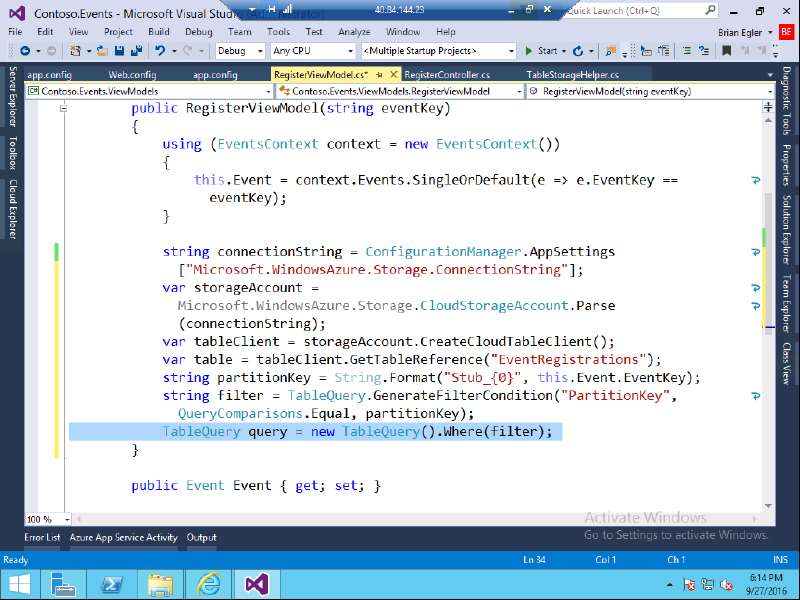 Contoso.Events - Microsoft Visual Stu
40.84.144.23
Quick Launch (Ctrl+Q)
File Edit View Project Build Debug Team Tools Test Analyze Window Help
Brian Egler
BE
Debug Any CPU <Multiple Startup Projects> Start
app.config Web.config app.config RegisterViewModel.cs* RegisterController.cs TableStorageHelper.cs
Contoso.Events.ViewModels Contoso.Events.ViewModels.RegisterViewModel RegisterViewModel(string eventKey)
Server Explorer
Toolbox
Cloud Explorer
public RegisterViewModel(string eventKey)
{
using (EventsContext context = new EventsContext())
{
this.Event = context.Events.SingleOrDefault(e => e.EventKey ==
eventKey);
}
string connectionString = ConfigurationManager.AppSettings
["Microsoft.WindowsAzure.Storage.ConnectionString"];
var storageAccount =
Microsoft.WindowsAzure.Storage.CloudStorageAccount.Parse
(connectionString);
var tableClient = storageAccount.CreateCloudTableClient();
var table = tableClient.GetTableReference("EventRegistrations");
string partitionKey = String.Format("Stub_{0}", this.Event.EventKey);
string filter = TableQuery.GenerateFilterCondition("PartitionKey",
QueryComparisons.Equal, partitionKey);
TableQuery query = new TableQuery().Where(filter);
}
public Event Event { get; set; }
Diagnostic Tools
Properties
Solution Explorer
Team Explorer
Class View
100 %
Activate Windows
Go to Settings to activate Windows.
Error List Azure App Service Activity Output
Ready Ln 34 Col 1 Ch 1 INS
6:14 PM
9/27/2016